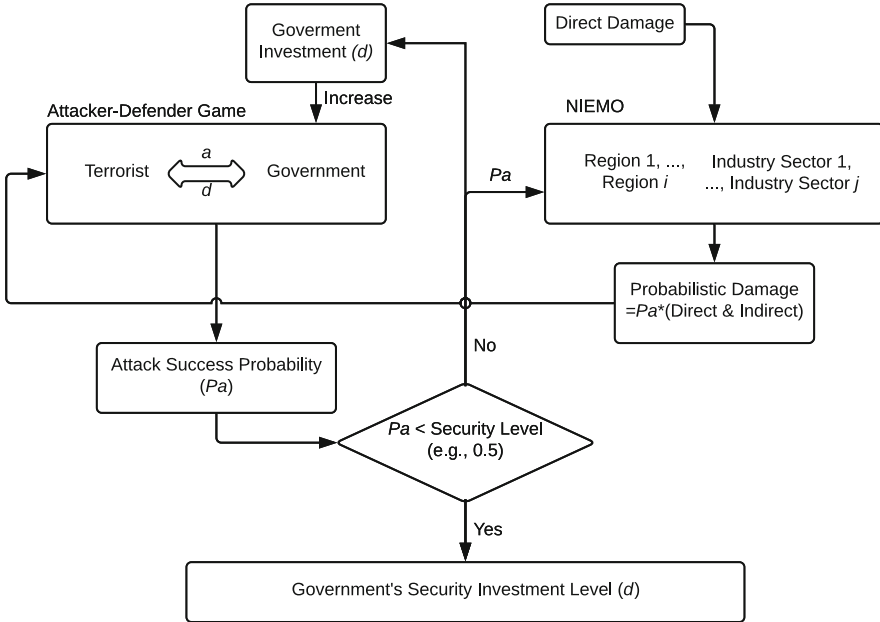 Goverment
Investment (d)
Direct Damage
Increase
Attacker-Defender Game
NIEMO
Terrorist
a
d
Government
Pa
Region 1, ...,
Region i
Industry Sector 1,
..., Industry Sector j
Probabilistic Damage
=Pa*(Direct & Indirect)
Attack Success Probability
(Pa)
No
Pa < Security Level
(e.g., 0.5)
Yes
Government's Security Investment Level (d)